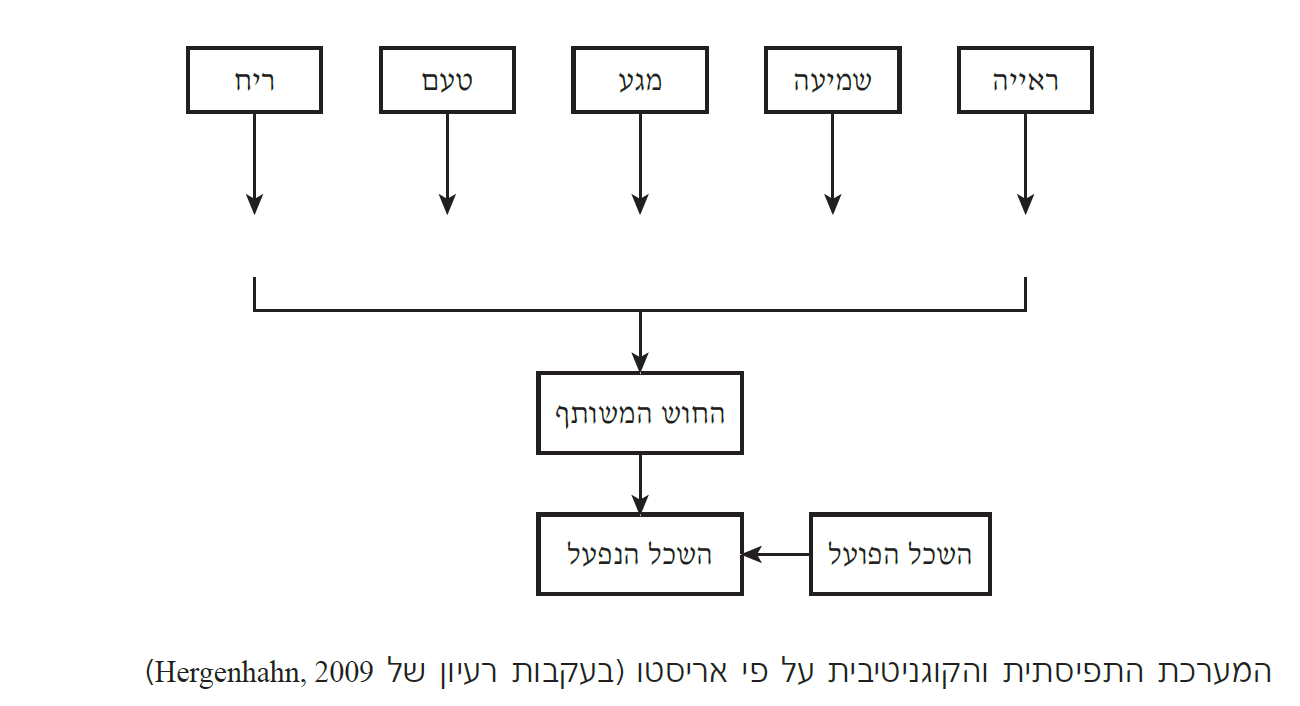 ראייה שמיעה מגע טעם ריח
החוש המשותף
השכל הפועל השכל הנפעל
המערכת התפיסתית והקוגניטיבית על פי אריסטו (בעקבות רעיון של Hergenhahn, 2009)